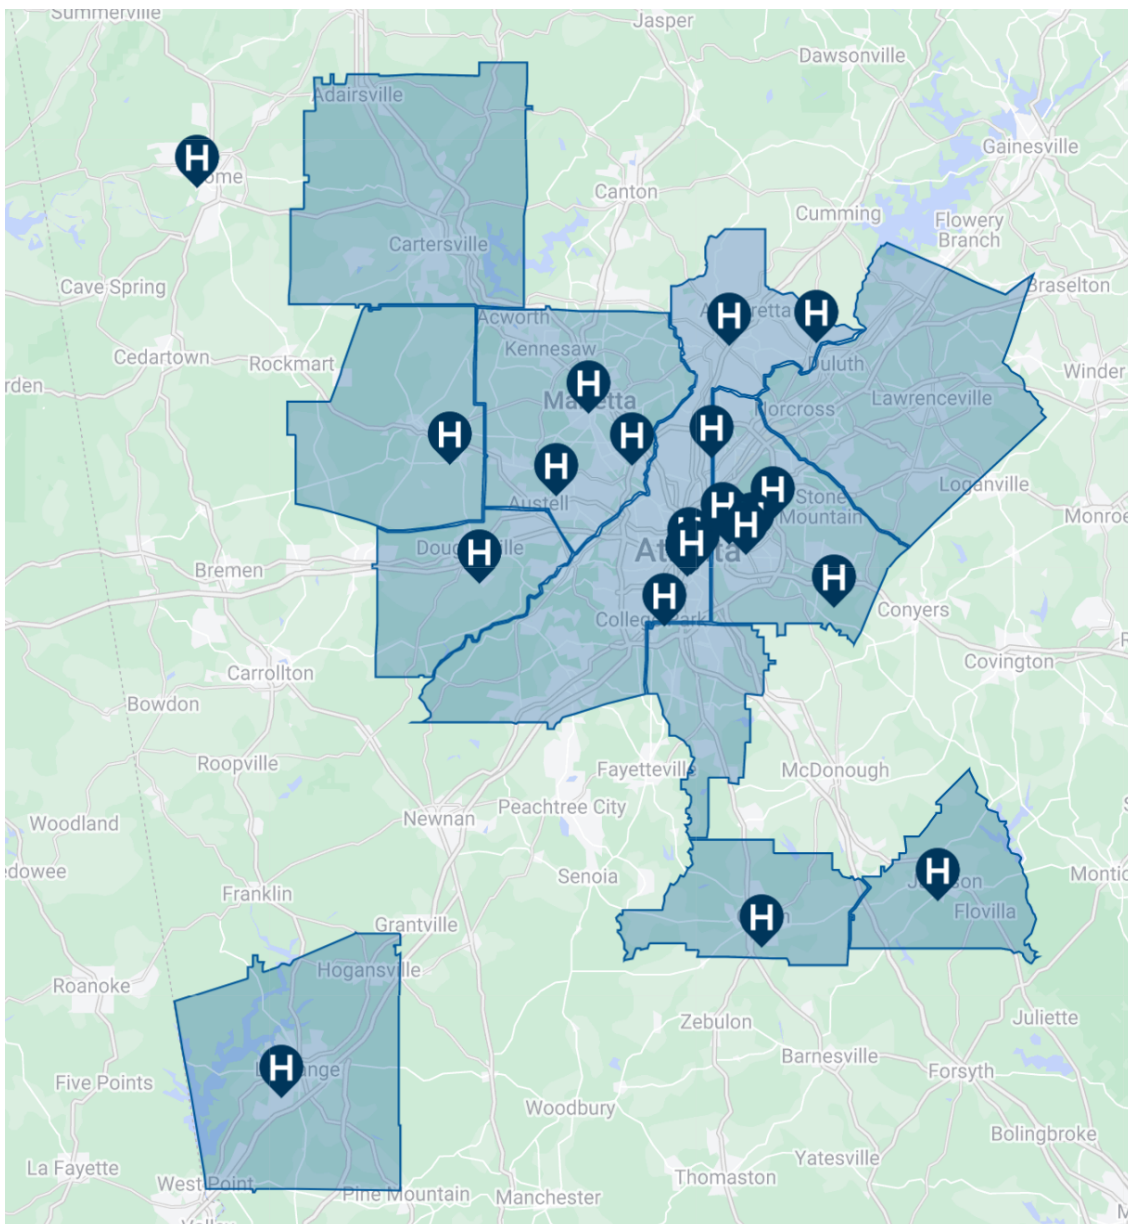 Summerville
Jasper
Dawsonville
Adairsville
Gainesville
H
Canton
Cumming
Flowery
Branch
Cartersville
Cave Spring
Braselton
H
H
Acworth
Kennesaw
Cedartown
Rockmart
Duluth
Winder
H
Lawrenceville
Norcross
H
H
H
H
Austell
H
Loganville
Stone
Mountain
H
H
Monroe
H
H
H
Bremen
H
H
College Park
Conyers
Covington
Carrollton
Bowdon
Roopville
Fayetteville
McDonough
Peachtree City
Newnan
Woodland
Senoia
H
Franklin
Flovilla
H
Grantville
Hogansville
Roanoke
Zebulon
Juliette
Barnesville
H
Forsyth
Five Points
Woodbury
Bolingbroke
Yatesville
La Fayette
Thomaston
West Point
Pine Mountain
Manchester